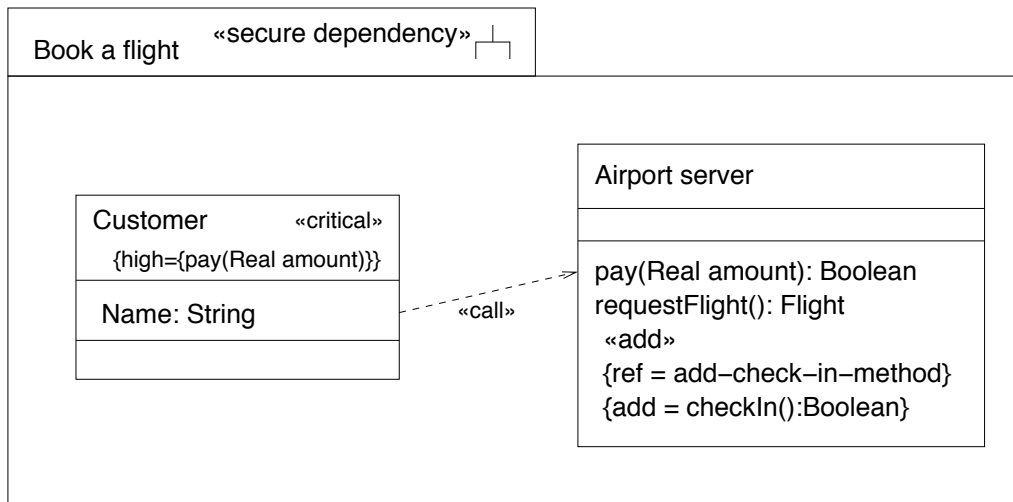 Book a flight «secure dependency»
Customer «critical»
{high={pay(Real amount)}}
Name: String
«call»
Airport server
pay(Real amount): Boolean
requestFlight(): Flight
«add»
{ref = add−check−in−method}
{add = checkIn():Boolean}